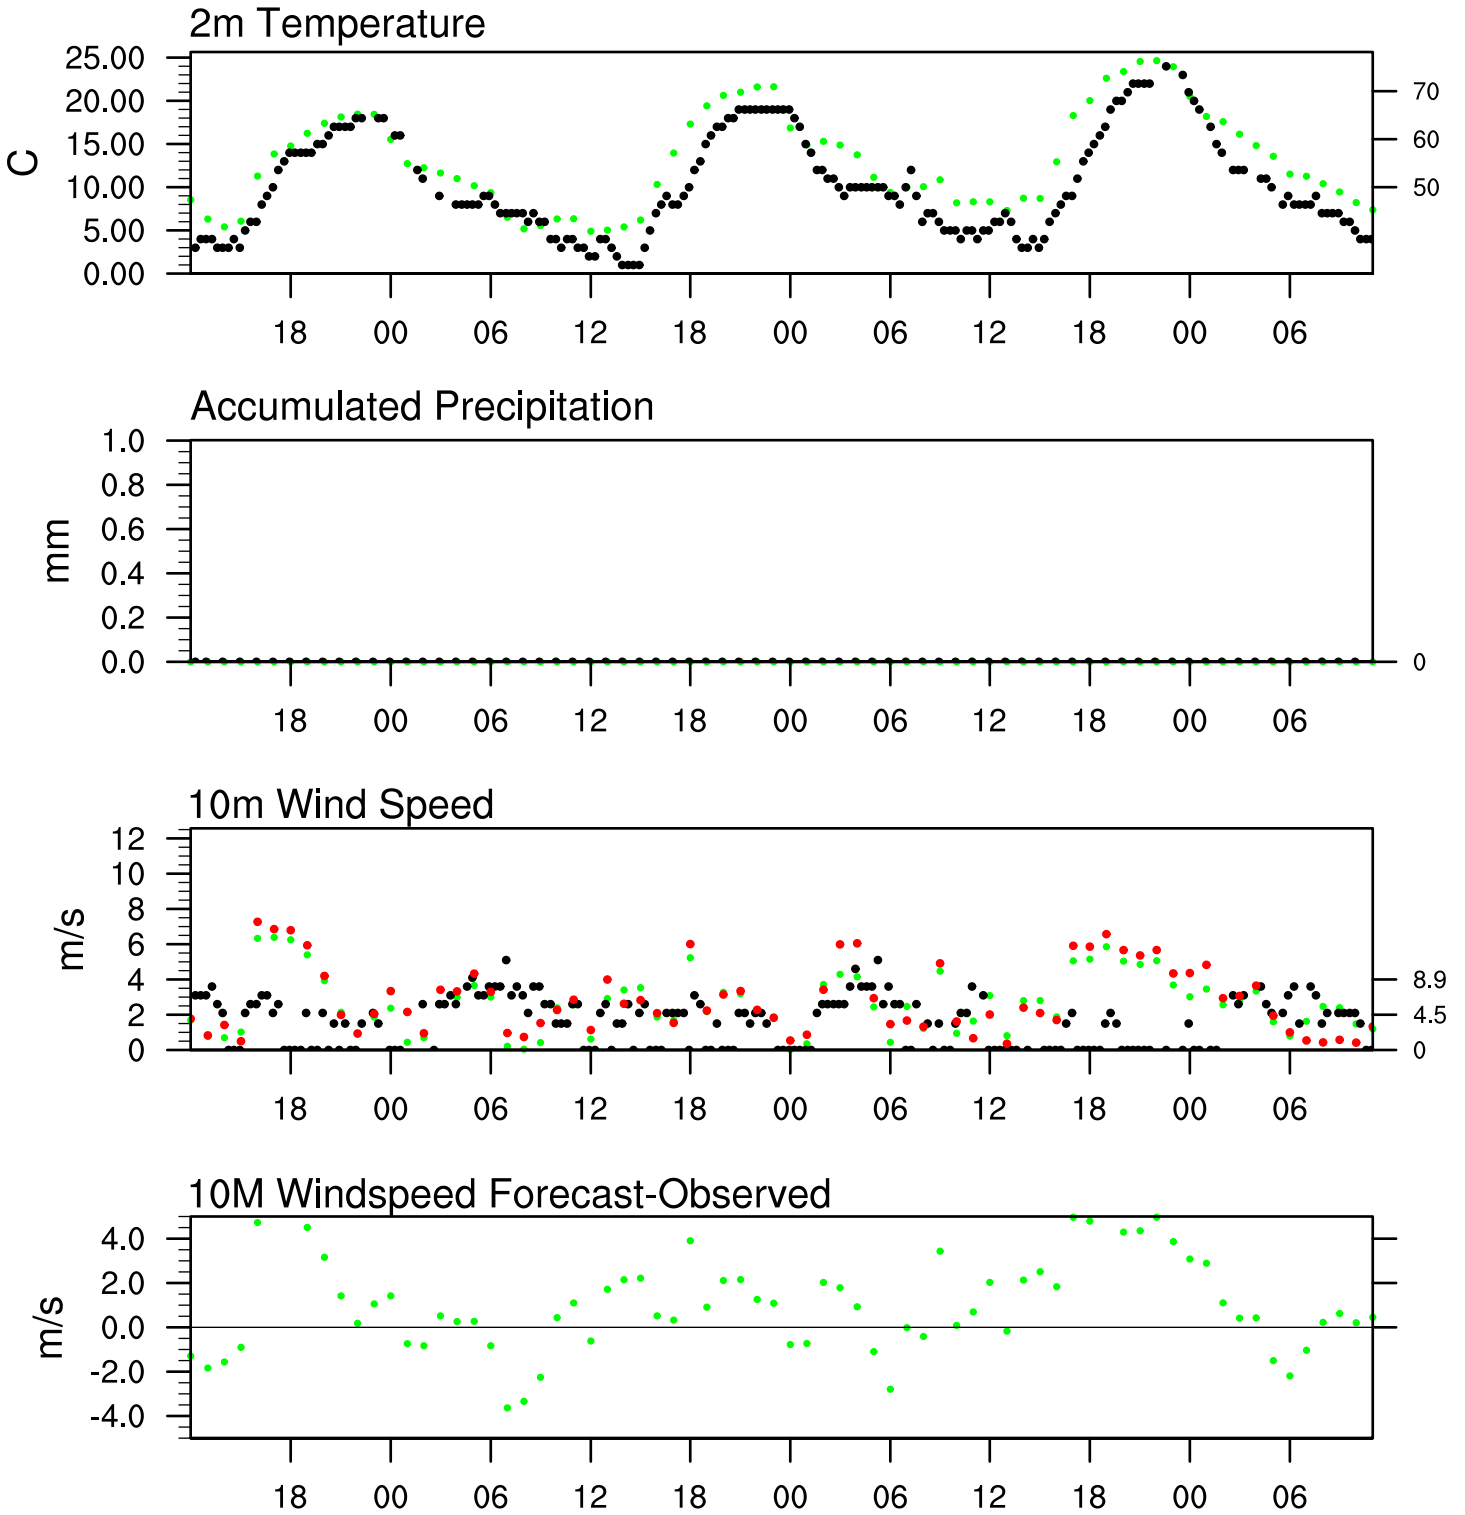 2m Temperature
25.00
20.00
15.00
10.00
5.00
0.00
C
70
60
50
18 00 06 12 18 00 06 12 18 00 06
Accumulated Precipitation
1.0
0.8
0.6
0.4
0.2
0.0
mm
0
18 00 06 12 18 00 06 12 18 00 06
10m Wind Speed
12
10
8
6
4
2
0
m/s
8.9
4.5
0
18 00 06 12 18 00 06 12 18 00 06
10M Windspeed Forecast-Observed
4.0
2.0
0.0
-2.0
-4.0
m/s
18 00 06 12 18 00 06 12 18 00 06